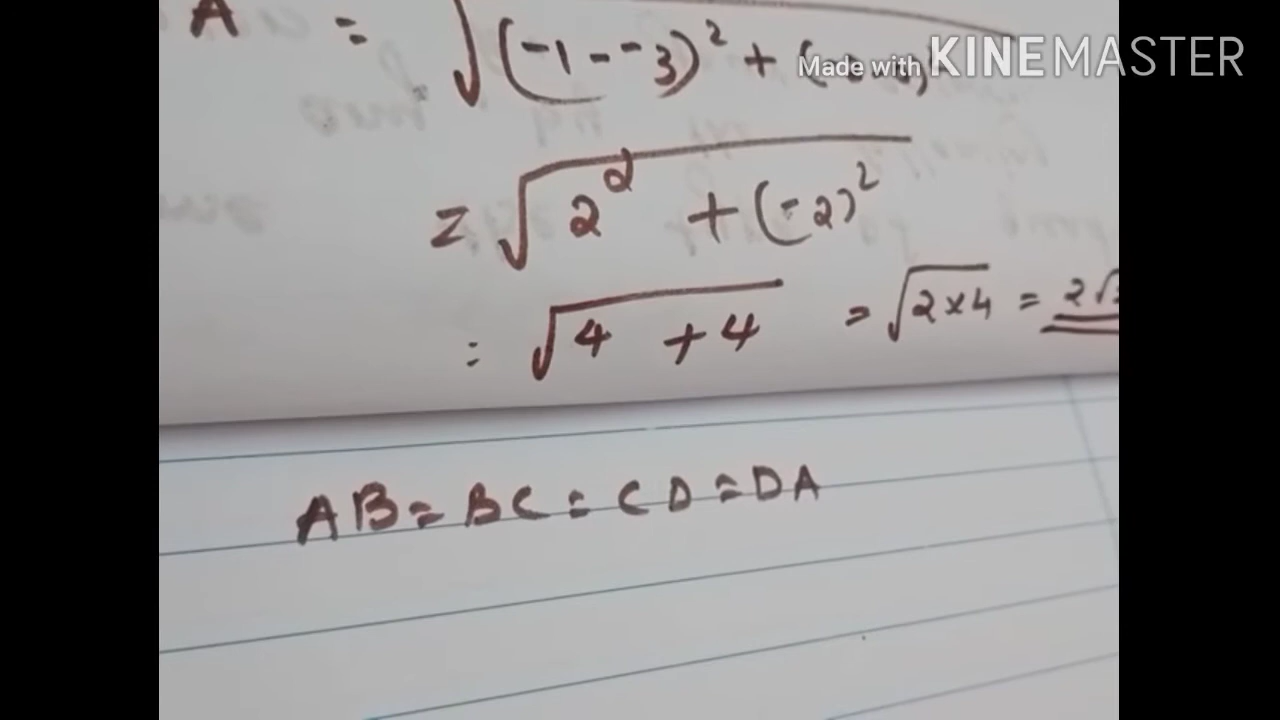 A = √(-1 - -3)² + (
Made with KINEMASTER
= √2² + (-2)²
= √4 + 4 = √2×4 = 2√
AB = BC = CD = DA